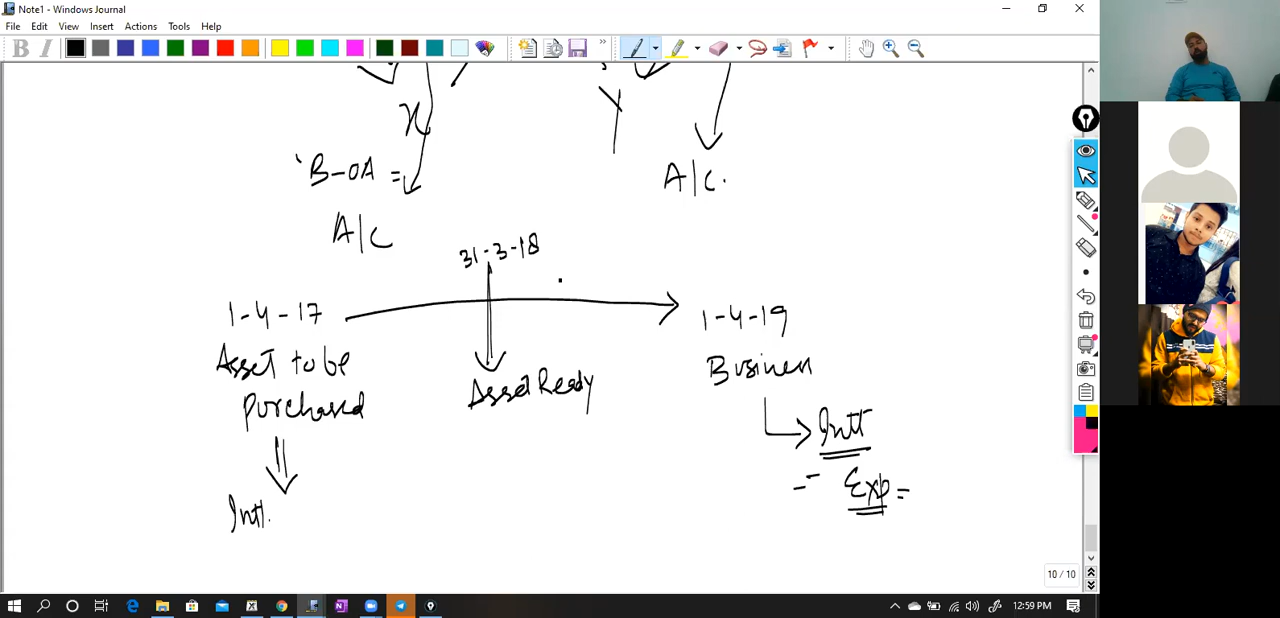 Note1 - Windows Journal
File Edit View Insert Actions Tools Help
B I
x
y
B-OA =
A/c
A/c.
31-3-18
1-4-17
1-4-19
Asset to be
purchased
Asset Ready
Business
Intt
= Exp =
Intt.
10 / 10
12:59 PM